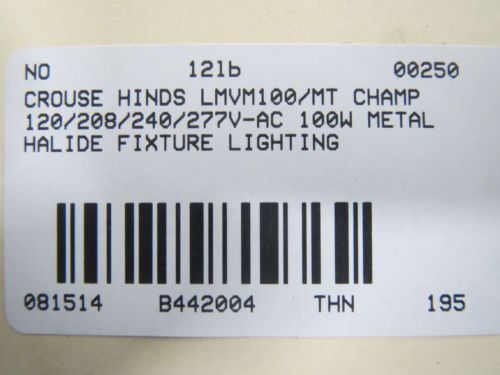 NO 12lb 00250
CROUSE HINDS LMVM100/MT CHAMP
120/208/240/277V-AC 100W METAL
HALIDE FIXTURE LIGHTING
081514 B442004 THN 195